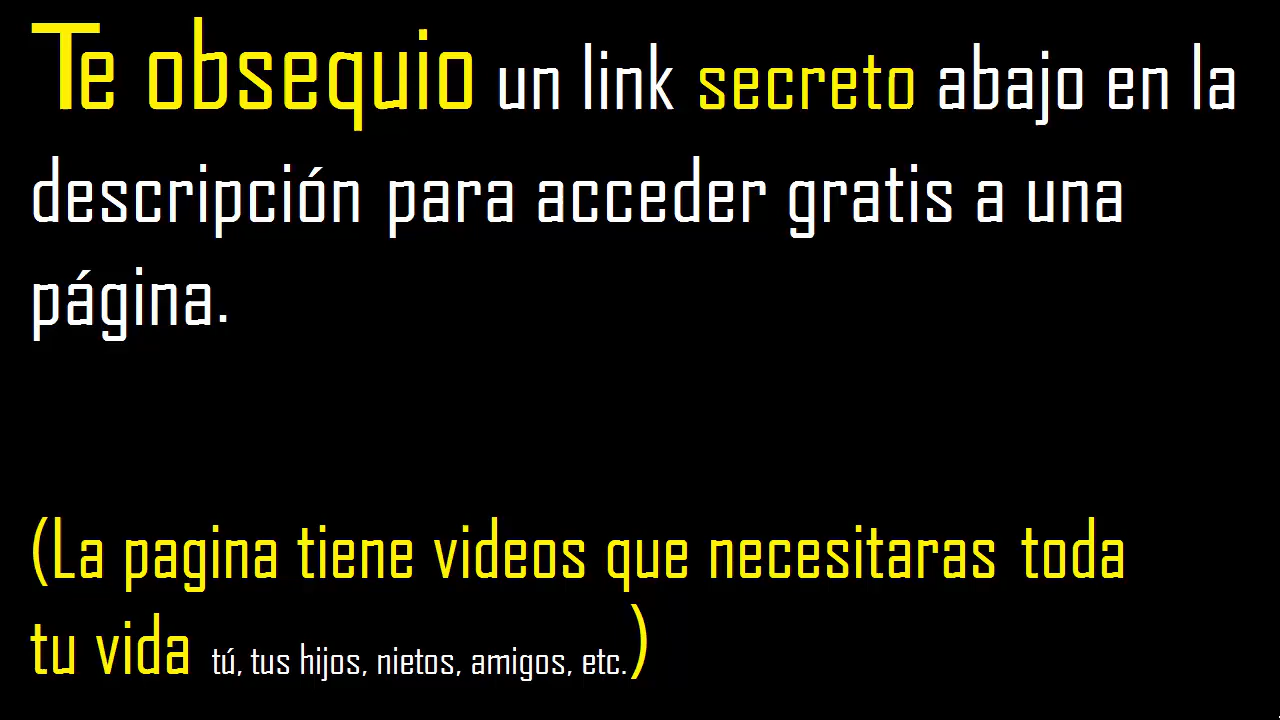 Te obsequio un link secreto abajo en la
descripción para acceder gratis a una
página.
(La pagina tiene videos que necesitaras toda
tu vida tú, tus hijos, nietos, amigos, etc.)